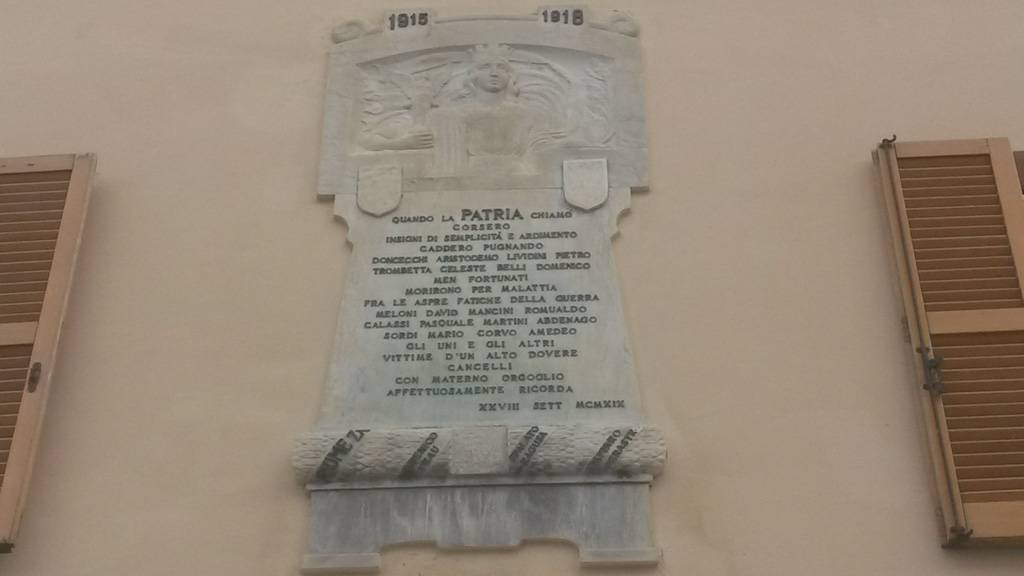 1915 1918
QUANDO LA PATRIA CHIAMO
CORSERO
INSIGNI DI SEMPLICITÁ E ARDIMENTO
CADDERO PUGNANDO
DONCECCHI ARISTODEMO LIVIDINI PIETRO
TROMBETTA CELESTE BELLI DOMENICO
MEN FORTUNATI
MORIRONO PER MALATTIA
FRA LE ASPRE FATICHE DELLA GUERRA
MELONI DAVID MANCINI ROMUALDO
GALASSI PASQUALE MARTINI ABDENAGO
SORDI MARIO CORVO AMEDEO
GLI UNI E GLI ALTRI
VITTIME D'UN ALTO DOVERE
CANCELLI
CON MATERNO ORGOGLIO
AFFETTUOSAMENTE RICORDA
XXVIII SETT MCMXIX